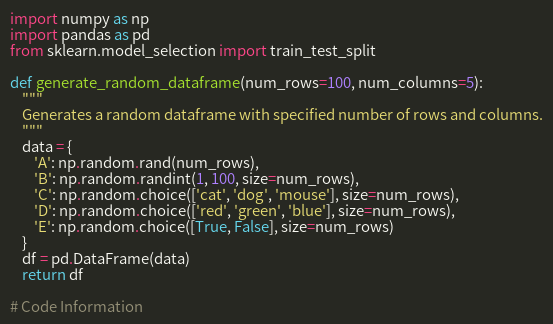 import numpy as np
import pandas as pd
from sklearn.model_selection import train_test_split

def generate_random_dataframe(num_rows=100, num_columns=5):
    """
    Generates a random dataframe with specified number of rows and columns.
    """
    data = {
        'A': np.random.rand(num_rows),
        'B': np.random.randint(1, 100, size=num_rows),
        'C': np.random.choice(['cat', 'dog', 'mouse'], size=num_rows),
        'D': np.random.choice(['red', 'green', 'blue'], size=num_rows),
        'E': np.random.choice([True, False], size=num_rows)
    }
    df = pd.DataFrame(data)
    return df

# Code Information